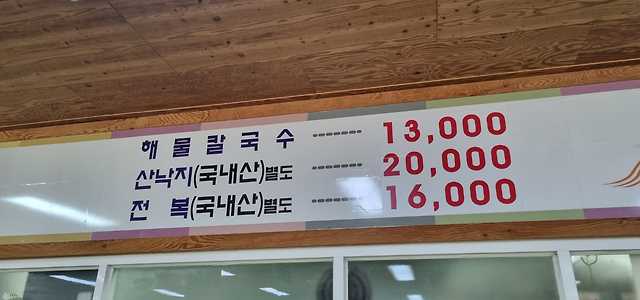 해물칼국수 ------- 13,000
산낙지(국내산)별도 ------- 20,000
전 복(국내산)별도 ------- 16,000